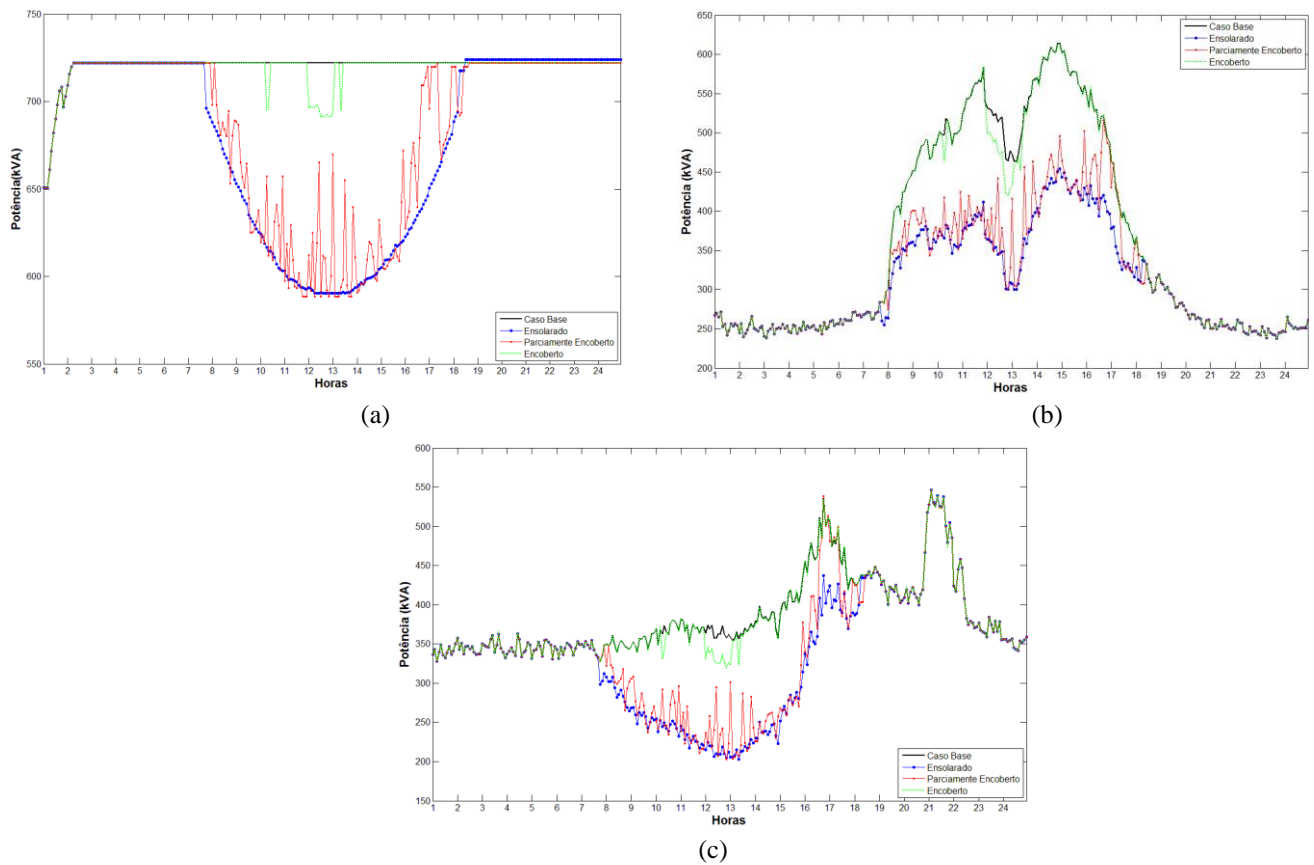 750
700
650
600
550
Potência(kVA)
1 2 3 4 5 6 7 8 9 10 11 12 13 14 15 16 17 18 19 20 21 22 23 24
Horas
Caso Base
Ensolarado
Parciamente Encoberto
Encoberto
(a)
650
600
550
500
450
400
350
300
250
200
Potência (kVA)
1 2 3 4 5 6 7 8 9 10 11 12 13 14 15 16 17 18 19 20 21 22 23 24
Horas
Caso Base
Ensolarado
Parciamente Encoberto
Encoberto
(b)
600
550
500
450
400
350
300
250
200
150
Potência (kVA)
1 2 3 4 5 6 7 8 9 10 11 12 13 14 15 16 17 18 19 20 21 22 23 24
Horas
Caso Base
Ensolarado
Parciamente Encoberto
Encoberto
(c)